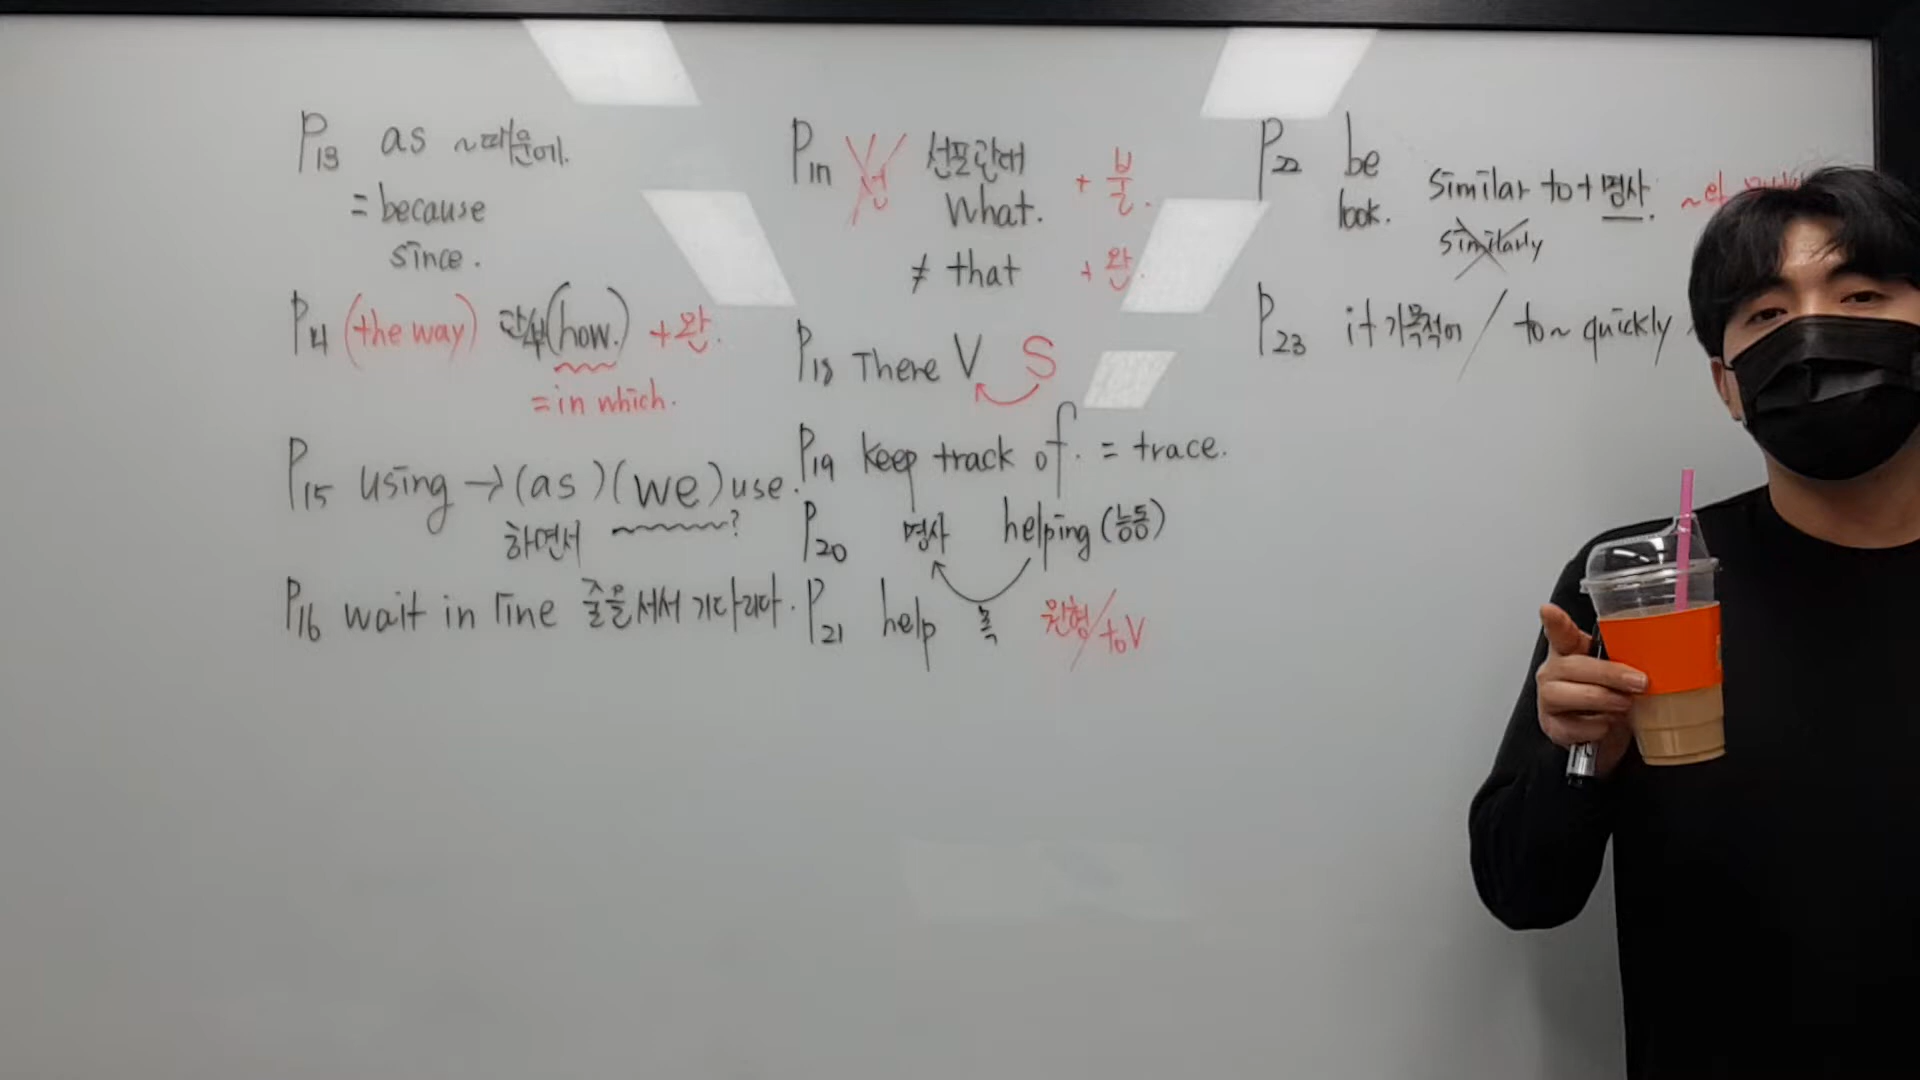 P13 as ~때문에.
= because
since.
P14 (the way) 관부(how.) +완.
= in which.
P15 using → (as)(we)use.
하면서 ?
P16 wait in line 줄을 서서 기다리다.
P17 선 선포관대 + 불.
What.
≠ that + 완.
P18 There V S
P19 keep track of. = trace.
P20 명사 helping (능동)
P21 help 목 원형/to V
P22 be similar to + 명사.
look. similarly
P23 it 가목적어 / to~ quickly